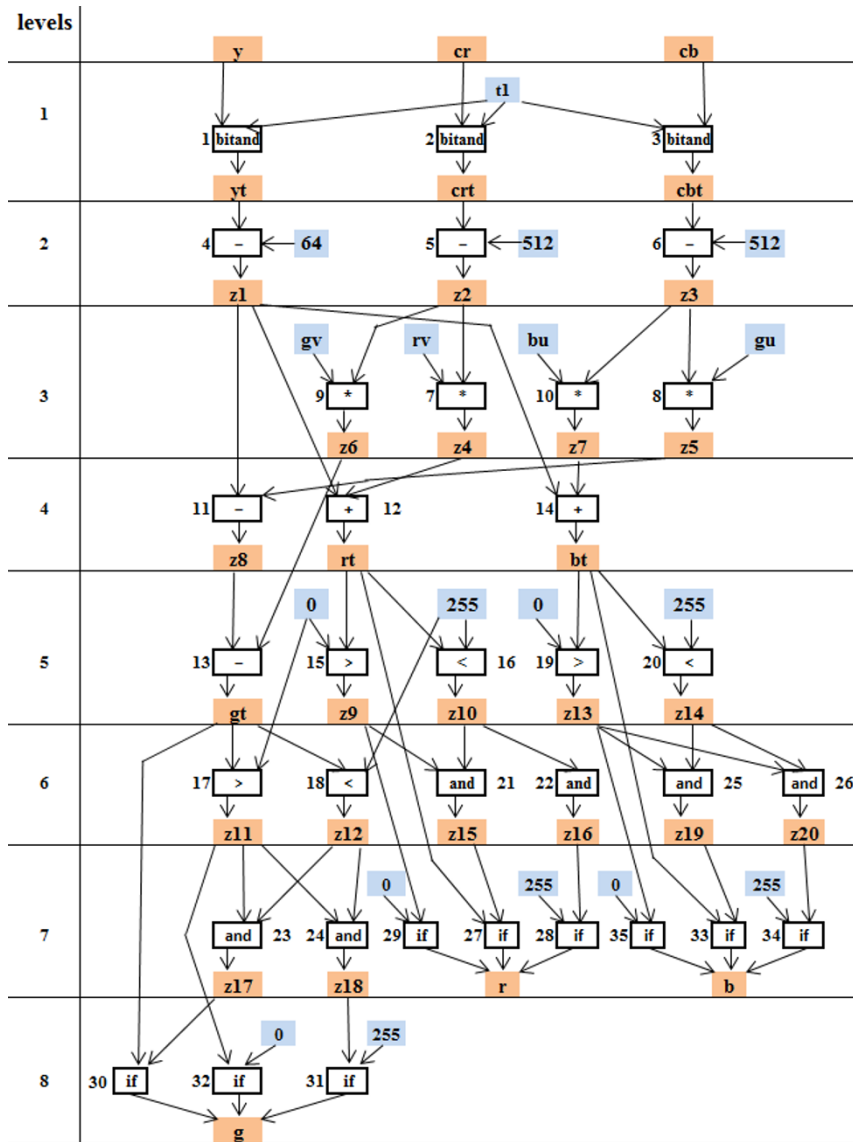 levels
y cr cb
1
t1
1 bitand 2 bitand 3 bitand
yt crt cbt
2
4 − 64 5 − 512 6 − 512
z1 z2 z3
gv rv bu gu
3
9 * 7 * 10 * 8 *
z6 z4 z7 z5
4
11 − + 12 14 +
z8 rt bt
0 255 0 255
5
13 − 15 > < 16 19 > 20 <
gt z9 z10 z13 z14
6
17 > 18 < and 21 22 and and 25 and 26
z11 z12 z15 z16 z19 z20
0 255 0 255
7
and 23 24 and 29 if 27 if 28 if 35 if 33 if 34 if
z17 z18 r b
0 255
8
30 if 32 if 31 if
g